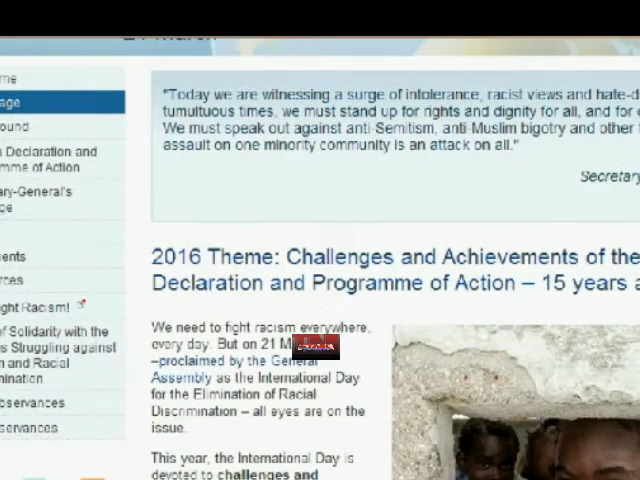 me
age
ound
Declaration and
mme of Action
ary-General's
ge
ents
rces
ght Racism!
of Solidarity with the
s Struggling against
n and Racial
mination
bservances
servances
"Today we are witnessing a surge of intolerance, racist views and hate-d
tumultuous times, we must stand up for rights and dignity for all, and for
We must speak out against anti-Semitism, anti-Muslim bigotry and other
assault on one minority community is an attack on all."
Secretary
2016 Theme: Challenges and Achievements of the
Declaration and Programme of Action – 15 years a
We need to fight racism everywhere,
every day. But on 21 M
–proclaimed by the General
Assembly as the International Day
for the Elimination of Racial
Discrimination – all eyes are on the
issue.
This year, the International Day is
devoted to challenges and